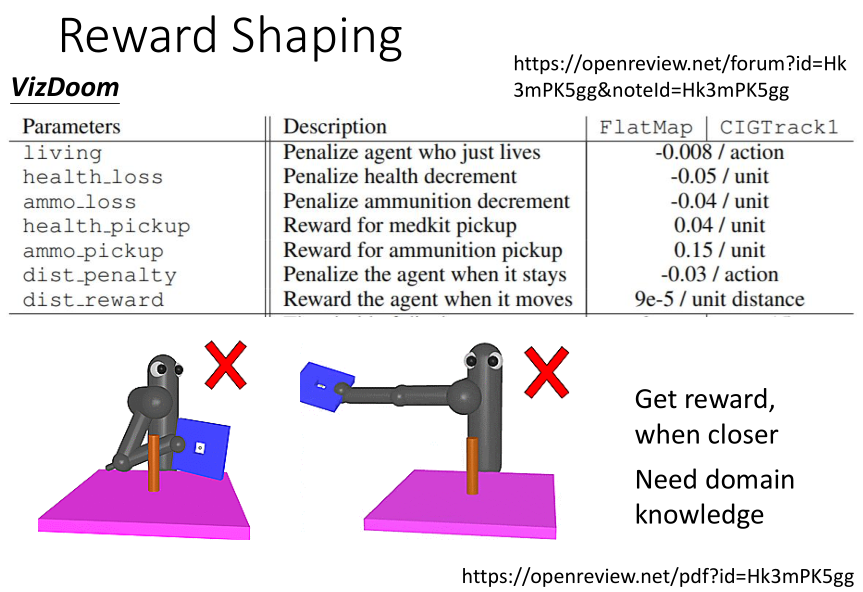 Reward Shaping
https://openreview.net/forum?id=Hk
3mPK5gg&noteId=Hk3mPK5gg
VizDoom
Parameters Description FlatMap CIGTrack1
living Penalize agent who just lives -0.008 / action
health_loss Penalize health decrement -0.05 / unit
ammo_loss Penalize ammunition decrement -0.04 / unit
health_pickup Reward for medkit pickup 0.04 / unit
ammo_pickup Reward for ammunition pickup 0.15 / unit
dist_penalty Penalize the agent when it stays -0.03 / action
dist_reward Reward the agent when it moves 9e-5 / unit distance
Get reward,
when closer
Need domain
knowledge
https://openreview.net/pdf?id=Hk3mPK5gg